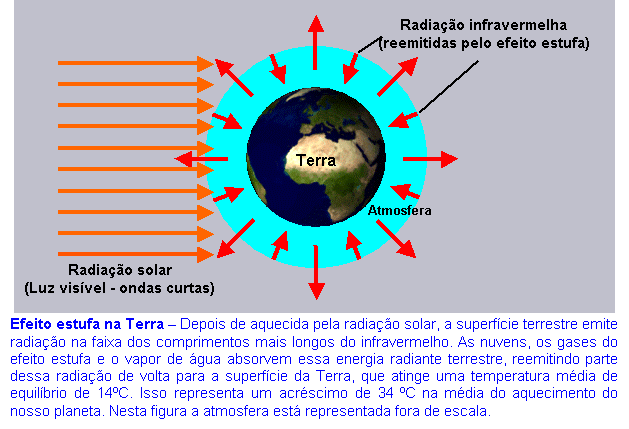 Radiação infravermelha
(reemitidas pelo efeito estufa)
Terra
Atmosfera
Radiação solar
(Luz visível - ondas curtas)
Efeito estufa na Terra – Depois de aquecida pela radiação solar, a superfície terrestre emite
radiação na faixa dos comprimentos mais longos do infravermelho. As nuvens, os gases do
efeito estufa e o vapor de água absorvem essa energia radiante terrestre, reemitindo parte
dessa radiação de volta para a superfície da Terra, que atinge uma temperatura média de
equilíbrio de 14ºC. Isso representa um acréscimo de 34 ºC na média do aquecimento do
nosso planeta. Nesta figura a atmosfera está representada fora de escala.